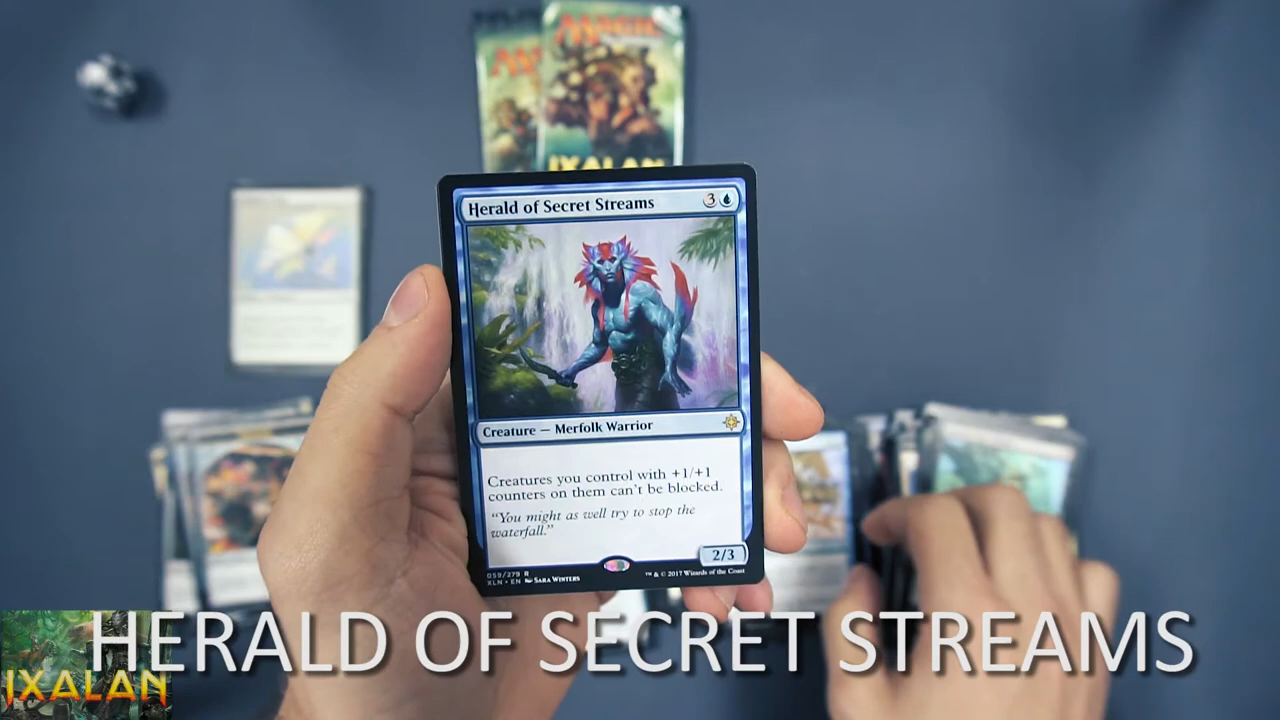 MAGIC
IXALAN
Herald of Secret Streams 3
Creature — Merfolk Warrior
Creatures you control with +1/+1
counters on them can't be blocked.
"You might as well try to stop the
waterfall."
2/3
059/279 R
XLN • EN Sara Winters
™ & © 2017 Wizards of the Coast
HERALD OF SECRET STREAMS
IXALAN